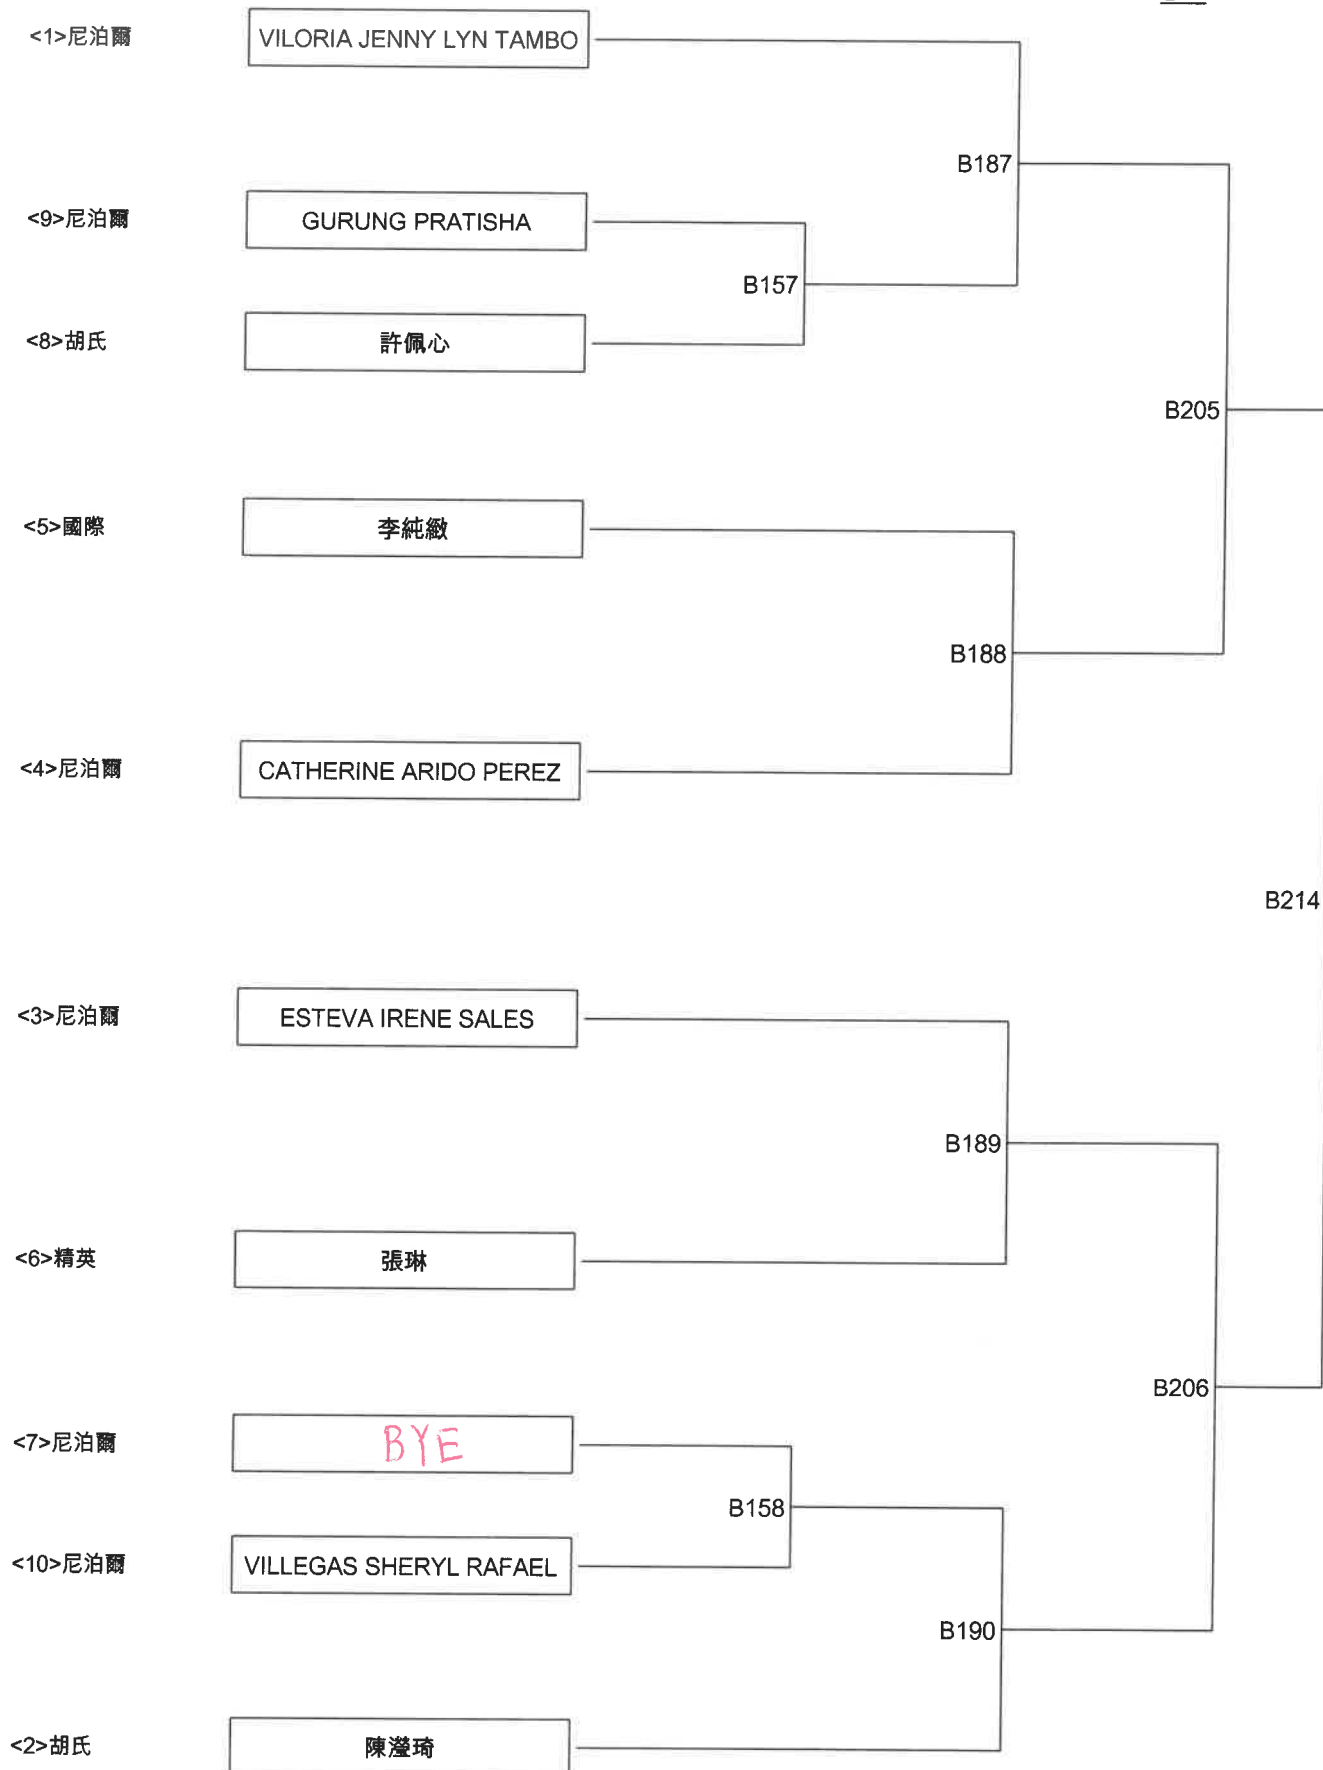 <1>尼泊爾 VILORIA JENNY LYN TAMBO
B187
<9>尼泊爾 GURUNG PRATISHA
B157
<8>胡氏 許佩心
B205
<5>國際 李純緻
B188
<4>尼泊爾 CATHERINE ARIDO PEREZ
B214
<3>尼泊爾 ESTEVA IRENE SALES
B189
<6>精英 張琳
B206
<7>尼泊爾 BYE
B158
<10>尼泊爾 VILLEGAS SHERYL RAFAEL
B190
<2>胡氏 陳瀅琦